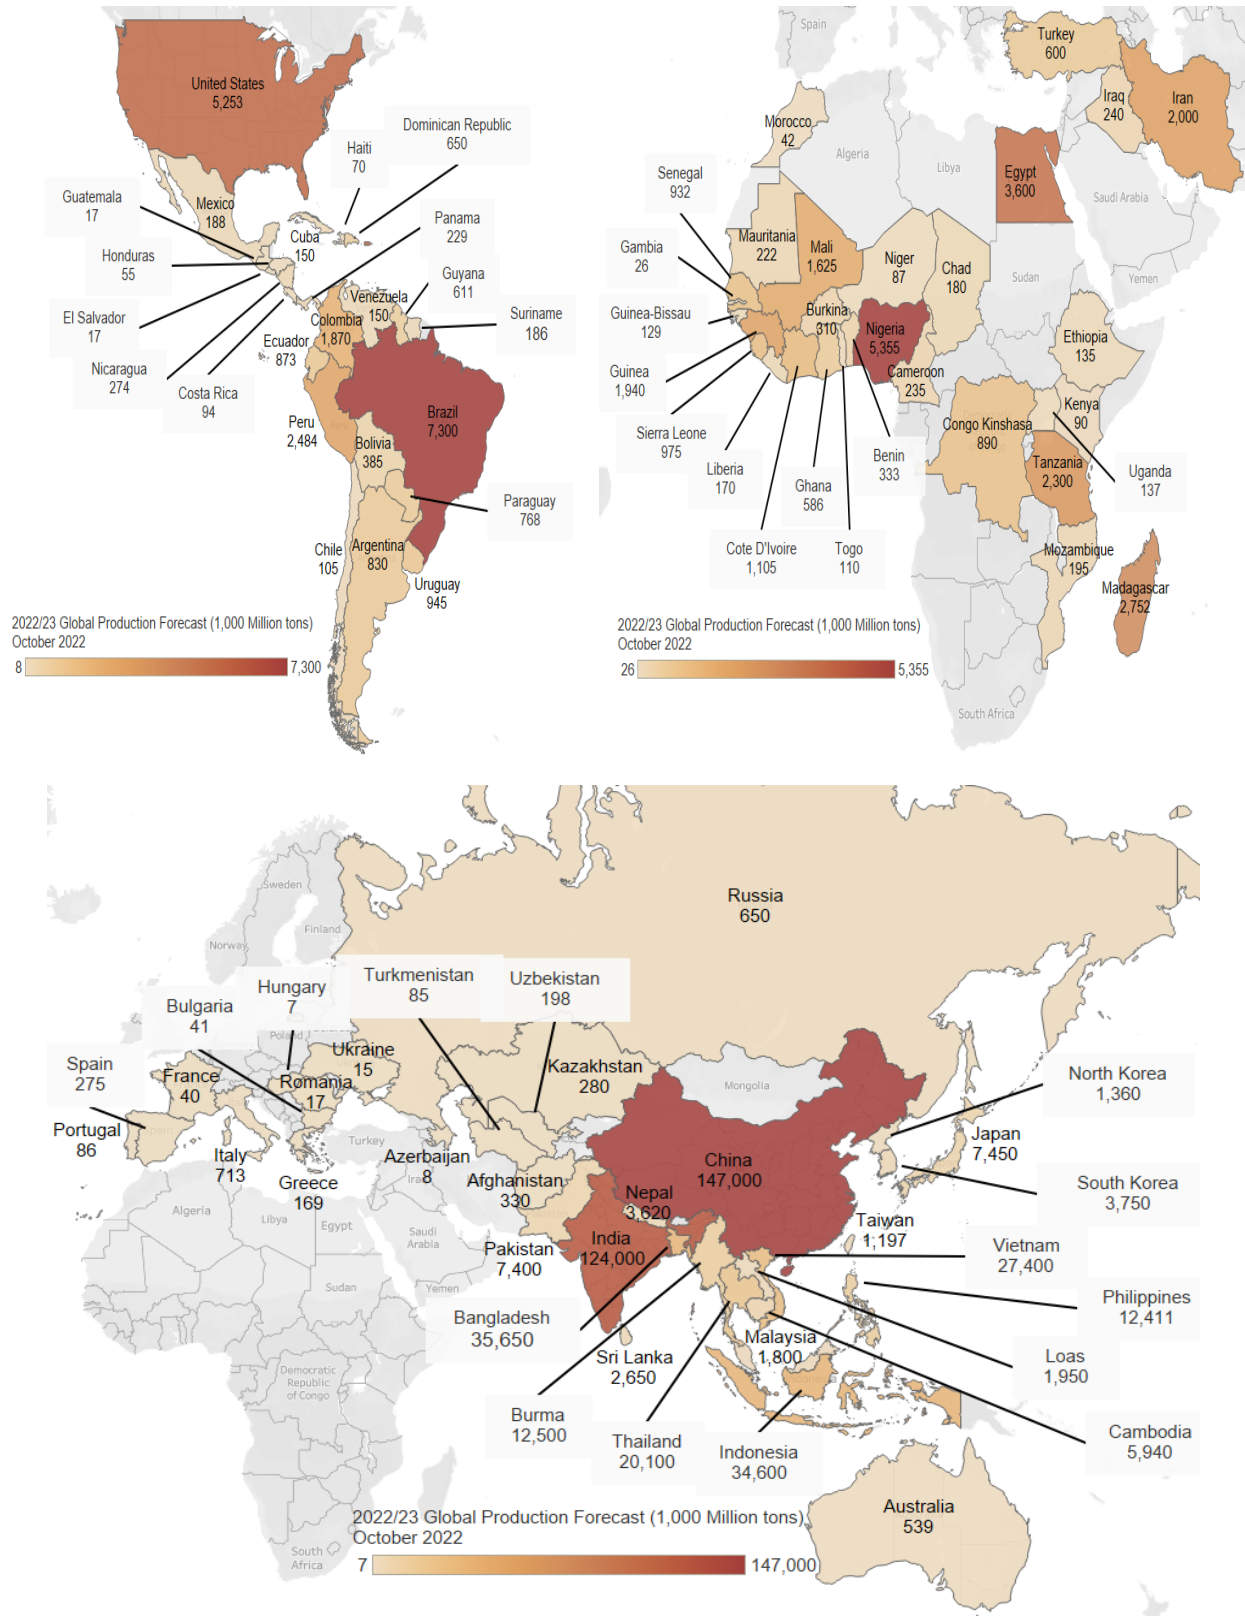 United States
5,253
Dominican Republic
650
Haiti
70
Guatemala
17
Mexico
188
Cuba
150
Panama
229
Honduras
55
Guyana
611
El Salvador
17
Venezuela
150
Suriname
186
Colombia
1,870
Ecuador
873
Nicaragua
274
Costa Rica
94
Peru
2,484
Brazil
7,300
Bolivia
385
Paraguay
768
Chile
105
Argentina
830
Uruguay
945
2022/23 Global Production Forecast (1,000 Million tons)
October 2022
8
7,300
Spain
Turkey
600
Iraq
240
Iran
2,000
Morocco
42
Algeria
Libya
Egypt
3,600
Saudi Arabia
Senegal
932
Mauritania
222
Mali
1,625
Niger
87
Chad
180
Sudan
Yemen
Gambia
26
Guinea-Bissau
129
Burkina
310
Nigeria
5,355
Ethiopia
135
Guinea
1,940
Cameroon
235
Sierra Leone
975
Liberia
170
Ghana
586
Benin
333
Congo Kinshasa
890
Kenya
90
Tanzania
2,300
Uganda
137
Cote D'Ivoire
1,105
Togo
110
Mozambique
195
Madagascar
2,752
2022/23 Global Production Forecast (1,000 Million tons)
October 2022
26
5,355
South Africa
Russia
650
Sweden
Finland
Norway
Turkmenistan
85
Uzbekistan
198
Hungary
7
Bulgaria
41
Poland
Ukraine
15
Spain
275
France
40
Romania
17
Kazakhstan
280
Mongolia
North Korea
1,360
Portugal
86
Spain
Italy
713
Greece
169
Turkey
Azerbaijan
8
Iraq
Afghanistan
330
China
147,000
Japan
7,450
South Korea
3,750
Nepal
3,620
Algeria
Libya
Egypt
Saudi
Arabia
Pakistan
7,400
India
124,000
Taiwan
1,197
Vietnam
27,400
Sudan
Yemen
Bangladesh
35,650
Philippines
12,411
Sri Lanka
2,650
Malaysia
1,800
Loas
1,950
Democratic
Republic
of Congo
Indonesia
Burma
12,500
Thailand
20,100
Indonesia
34,600
Cambodia
5,940
Australia
539
2022/23 Global Production Forecast (1,000 Million tons)
October 2022
7
147,000
South
Africa